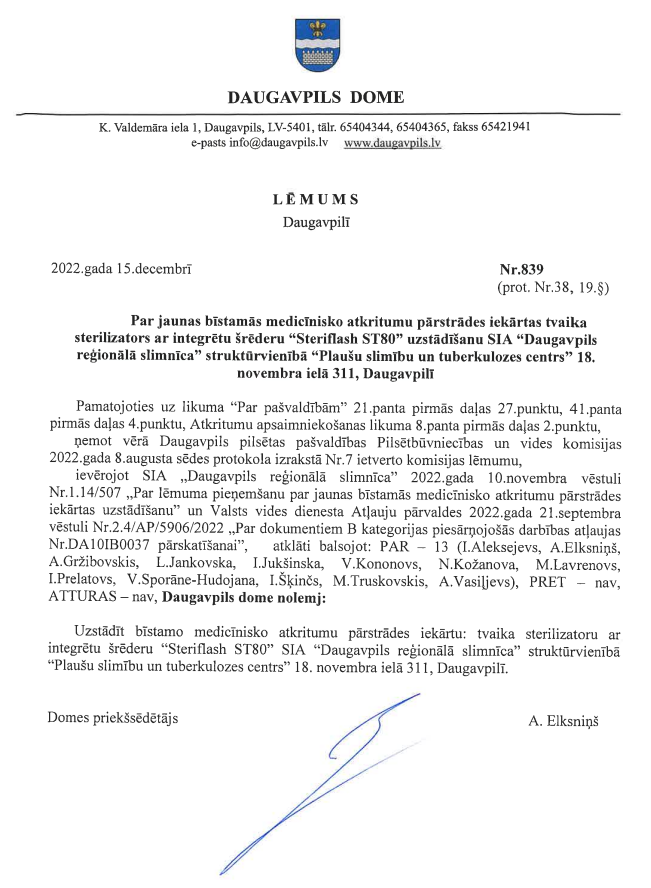 DAUGAVPILS DOME
K. Valdemāra iela 1, Daugavpils, LV-5401, tālr. 65404344, 65404365, fakss 65421941
e-pasts info@daugavpils.lv www.daugavpils.lv
LĒMUMS
Daugavpilī
2022.gada 15.decembrī Nr.839
(prot. Nr.38, 19.§)
Par jaunas bīstamās medicīnisko atkritumu pārstrādes iekārtas tvaika
sterilizators ar integrētu šrēderu “Steriflash ST80” uzstādīšanu SIA “Daugavpils
reģionālā slimnīca” struktūrvienībā “Plaušu slimību un tuberkulozes centrs” 18.
novembra ielā 311, Daugavpilī
Pamatojoties uz likuma “Par pašvaldībām” 21.panta pirmās daļas 27.punktu, 41.panta
pirmās daļas 4.punktu, Atkritumu apsaimniekošanas likuma 8.panta pirmās daļas 2.punktu,
ņemot vērā Daugavpils pilsētas pašvaldības Pilsētbūvniecības un vides komisijas
2022.gada 8.augusta sēdes protokola izrakstā Nr.7 ietverto komisijas lēmumu,
ievērojot SIA „Daugavpils reģionālā slimnīca” 2022.gada 10.novembra vēstuli
Nr.1.14/507 „Par lēmuma pieņemšanu par jaunas bīstamās medicīnisko atkritumu pārstrādes
iekārtas uzstādīšanu” un Valsts vides dienesta Atļauju pārvaldes 2022.gada 21.septembra
vēstuli Nr.2.4/AP/5906/2022 „Par dokumentiem B kategorijas piesārņojošās darbības atļaujas
Nr.DA10IB0037 pārskatīšanai”, atklāti balsojot: PAR – 13 (I.Aleksejevs, A.Elksniņš,
A.Gržibovskis, L.Jankovska, I.Jukšinska, V.Kononovs, N.Kožanova, M.Lavrenovs,
I.Prelatovs, V.Sporāne-Hudojana, I.Šķinčs, M.Truskovskis, A.Vasiļjevs), PRET – nav,
ATTURAS – nav, Daugavpils dome nolemj:
Uzstādīt bīstamo medicīnisko atkritumu pārstrādes iekārtu: tvaika sterilizatoru ar
integrētu šrēderu “Steriflash ST80” SIA “Daugavpils reģionālā slimnīca” struktūrvienībā
“Plaušu slimību un tuberkulozes centrs” 18. novembra ielā 311, Daugavpilī.
Domes priekšsēdētājs A. Elksniņš